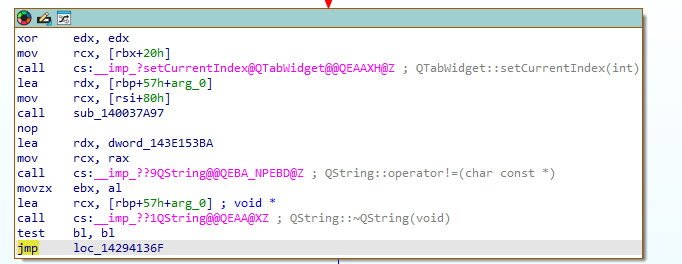 xor edx, edx
mov rcx, [rbx+20h]
call cs:__imp_?setCurrentIndex@QTabWidget@@QEAAXH@Z ; QTabWidget::setCurrentIndex(int)
lea rdx, [rbp+57h+arg_0]
mov rcx, [rsi+80h]
call sub_140037A97
nop
lea rdx, dword_143E153BA
mov rcx, rax
call cs:__imp_??9QString@@QEBA_NPEBD@Z ; QString::operator!=(char const *)
movzx ebx, al
lea rcx, [rbp+57h+arg_0] ; void *
call cs:__imp_??1QString@@QEAA@XZ ; QString::~QString(void)
test bl, bl
jmp loc_14294136F